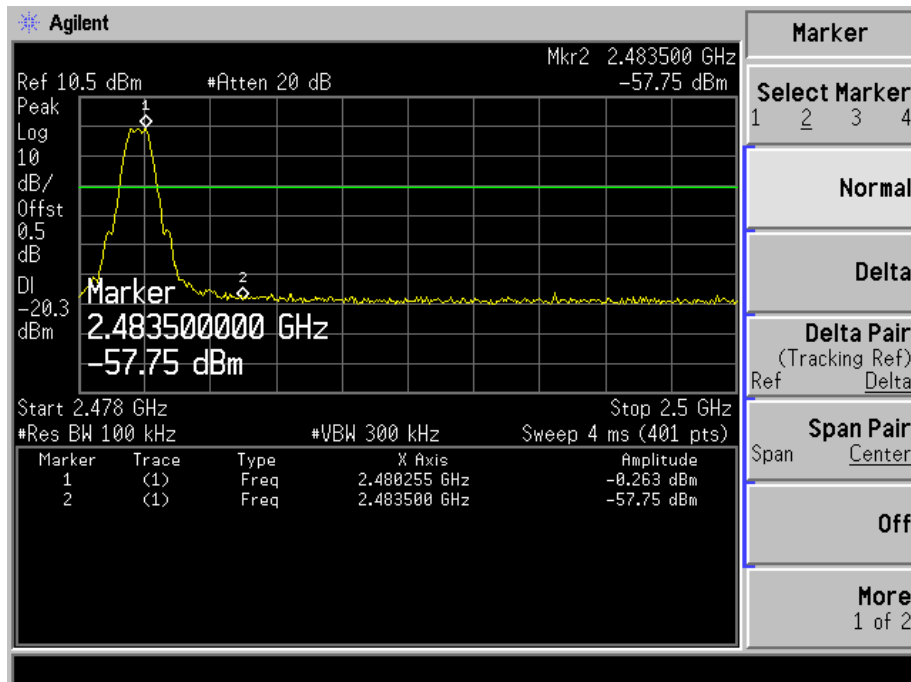 Agilent
Marker
Mkr2 2.483500 GHz
Ref 10.5 dBm #Atten 20 dB -57.75 dBm
Peak
Log
10
dB/
Offst
0.5
dB
DI
-20.3
dBm
1
2
Marker
2.483500000 GHz
-57.75 dBm
Start 2.478 GHz Stop 2.5 GHz
#Res BW 100 kHz #VBW 300 kHz Sweep 4 ms (401 pts)
Marker Trace Type X Axis Amplitude
1 (1) Freq 2.480255 GHz -0.263 dBm
2 (1) Freq 2.483500 GHz -57.75 dBm
Select Marker
1 2 3 4
Normal
Delta
Delta Pair
(Tracking Ref)
Ref Delta
Span Pair
Span Center
Off
More
1 of 2